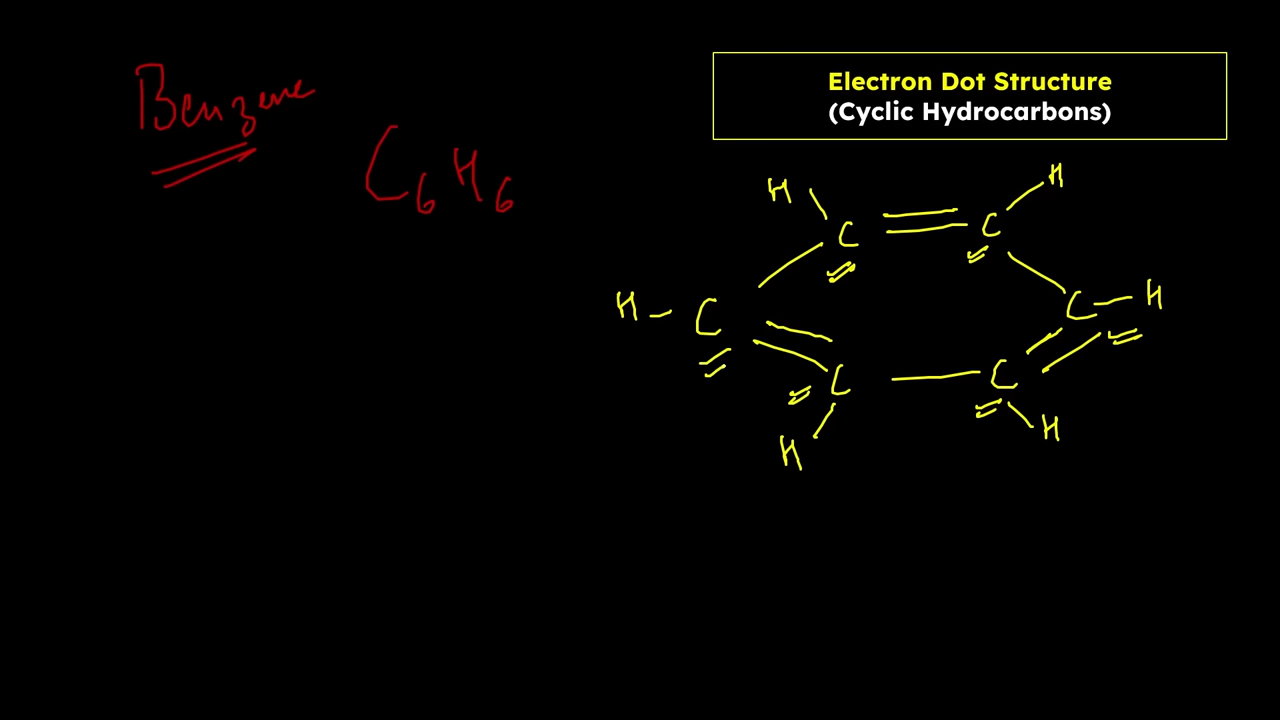 Benzene
C6H6
Electron Dot Structure
(Cyclic Hydrocarbons)
H H
C C
H C C H
C C
H H